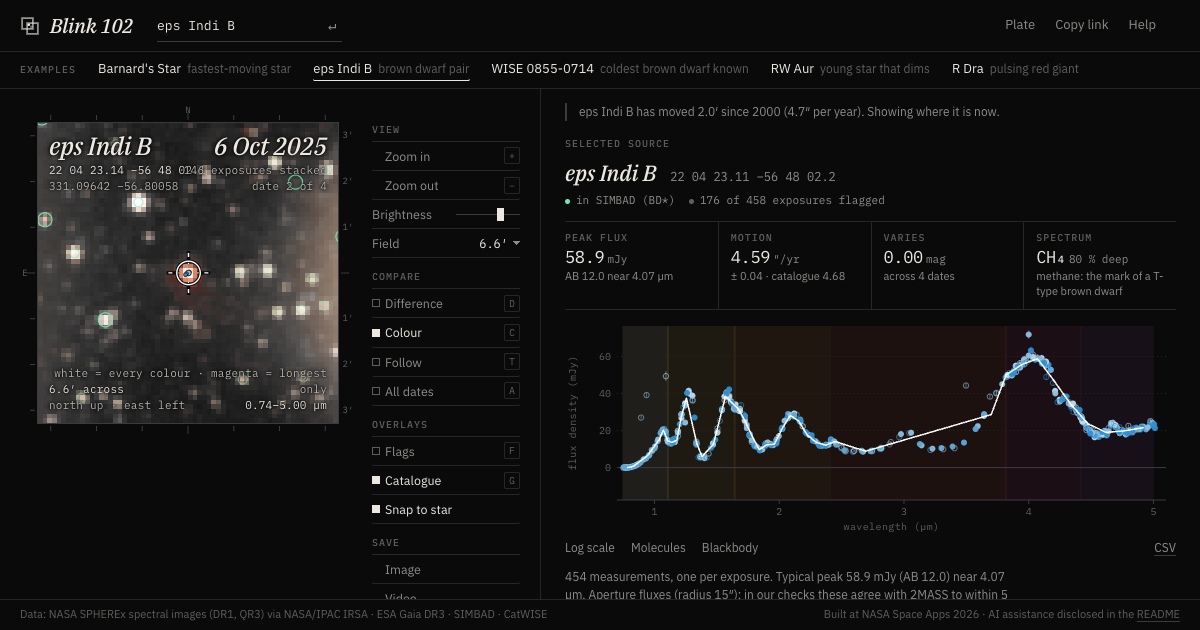 Blink 102
eps Indi B ↵
Plate Copy link Help
EXAMPLES Barnard's Star fastest-moving star eps Indi B brown dwarf pair WISE 0855-0714 coldest brown dwarf known RW Aur young star that dims R Dra pulsing red giant
N
E
3′
2′
1′
1′
2′
3′
eps Indi B 6 Oct 2025
22 04 23.14 −56 48 02 exposures stacked
331.09642 −56.80058 date 2 of 4
white = every colour · magenta = longest
6.6′ across only
north up east left 0.74–5.00 µm
VIEW
Zoom in +
Zoom out −
Brightness
Field 6.6′
COMPARE
Difference D
Colour C
Follow T
All dates A
OVERLAYS
Flags F
Catalogue G
Snap to star
SAVE
Image
Video
eps Indi B has moved 2.0′ since 2000 (4.7″ per year). Showing where it is now.
SELECTED SOURCE
eps Indi B 22 04 23.11 −56 48 02.2
in SIMBAD (BD★) 176 of 458 exposures flagged
PEAK FLUX
58.9 mJy
AB 12.0 near 4.07 µm
MOTION
4.59 ″/yr
± 0.04 · catalogue 4.68
VARIES
0.00 mag
across 4 dates
SPECTRUM
CH₄ 80 % deep
methane: the mark of a T-
type brown dwarf
flux density (mJy)
60
40
20
0
1 2 3 4 5
wavelength (µm)
Log scale Molecules Blackbody CSV
454 measurements, one per exposure. Typical peak 58.9 mJy (AB 12.0) near 4.07
µm. Aperture fluxes (radius 15″): in our checks these agree with 2MASS to within 5
Data: NASA SPHEREx spectral images (DR1, QR3) via NASA/IPAC IRSA · ESA Gaia DR3 · SIMBAD · CatWISE
Built at NASA Space Apps 2026 · AI assistance disclosed in the README